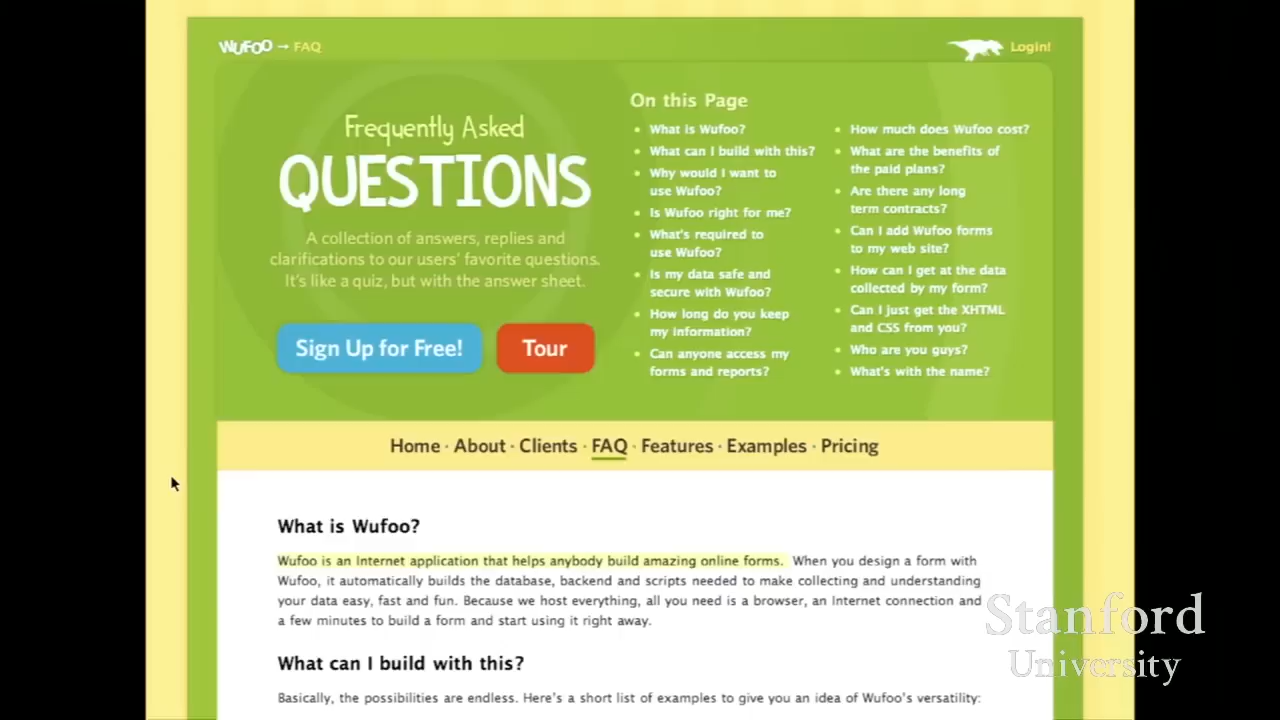 WUFOO → FAQ
Login!
Frequently Asked
QUESTIONS
A collection of answers, replies and
clarifications to our users' favorite questions.
It's like a quiz, but with the answer sheet.
Sign Up for Free!
Tour
On this Page
• What is Wufoo?
• What can I build with this?
• Why would I want to
use Wufoo?
• Is Wufoo right for me?
• What's required to
use Wufoo?
• Is my data safe and
secure with Wufoo?
• How long do you keep
my information?
• Can anyone access my
forms and reports?
• How much does Wufoo cost?
• What are the benefits of
the paid plans?
• Are there any long
term contracts?
• Can I add Wufoo forms
to my web site?
• How can I get at the data
collected by my form?
• Can I just get the XHTML
and CSS from you?
• Who are you guys?
• What's with the name?
Home · About · Clients · FAQ · Features · Examples · Pricing
What is Wufoo?
Wufoo is an Internet application that helps anybody build amazing online forms. When you design a form with
Wufoo, it automatically builds the database, backend and scripts needed to make collecting and understanding
your data easy, fast and fun. Because we host everything, all you need is a browser, an Internet connection and
a few minutes to build a form and start using it right away.
What can I build with this?
Basically, the possibilities are endless. Here's a short list of examples to give you an idea of Wufoo's versatility:
Stanford
University